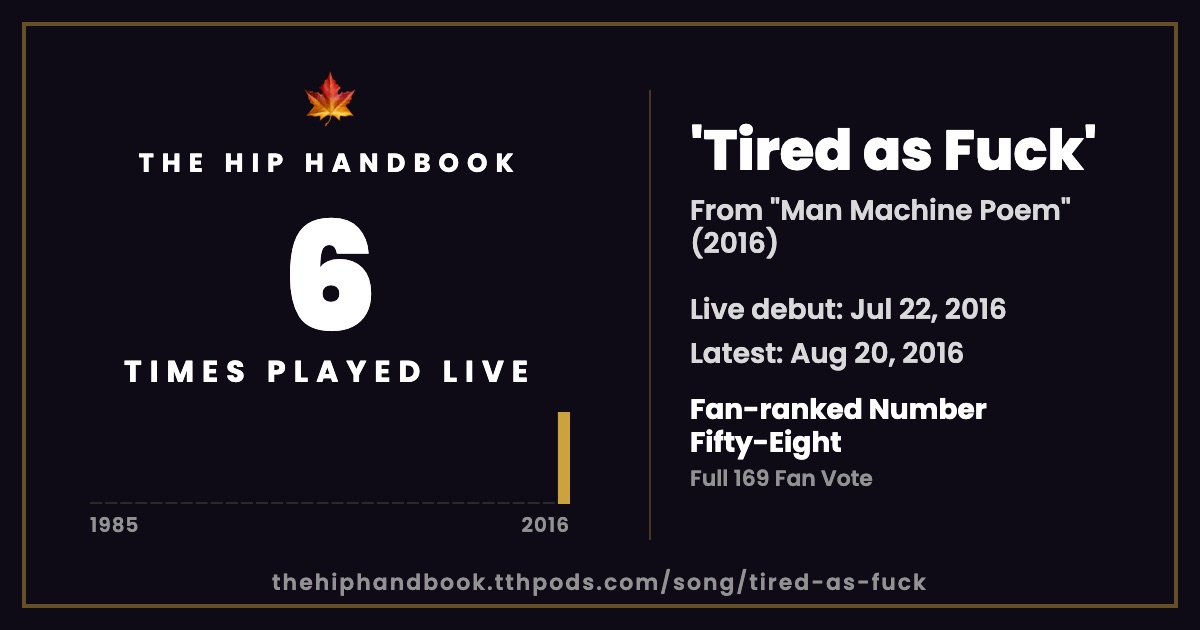 THE HIP HANDBOOK
6
TIMES PLAYED LIVE
1985
2016
'Tired as Fuck'
From "Man Machine Poem"
(2016)
Live debut: Jul 22, 2016
Latest: Aug 20, 2016
Fan-ranked Number
Fifty-Eight
Full 169 Fan Vote
thehiphandbook.tthpods.com/song/tired-as-fuck